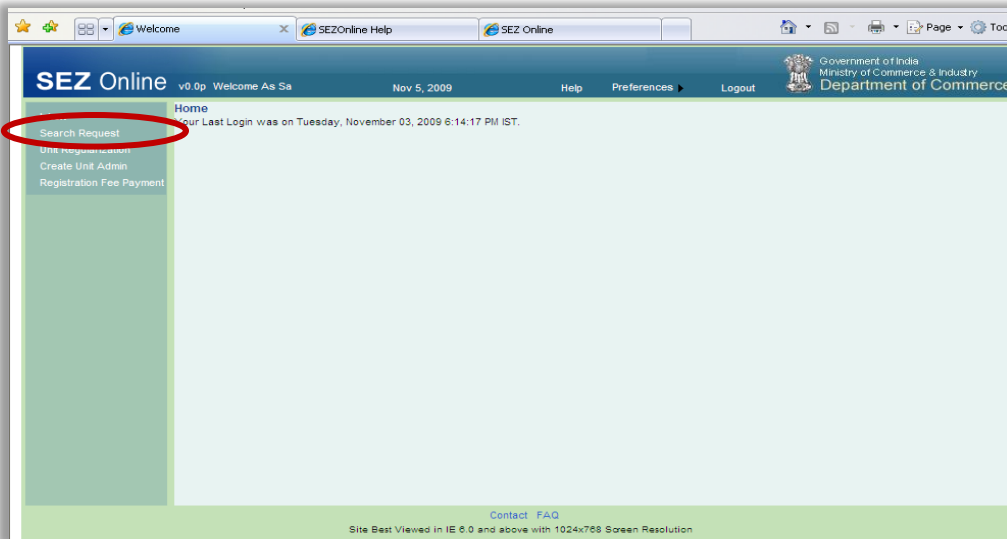 Welcome
SEZOnline Help
SEZ Online
Page
SEZ Online v0.0p Welcome As Sa Nov 5, 2009 Help Preferences Logout
Government of India
Ministry of Commerce & Industry
Department of Commerce
Home
Your Last Login was on Tuesday, November 03, 2009 6:14:17 PM IST.
Search Request
Unit Regularization
Create Unit Admin
Registration Fee Payment
Contact FAQ
Site Best Viewed in IE 6.0 and above with 1024x768 Screen Resolution